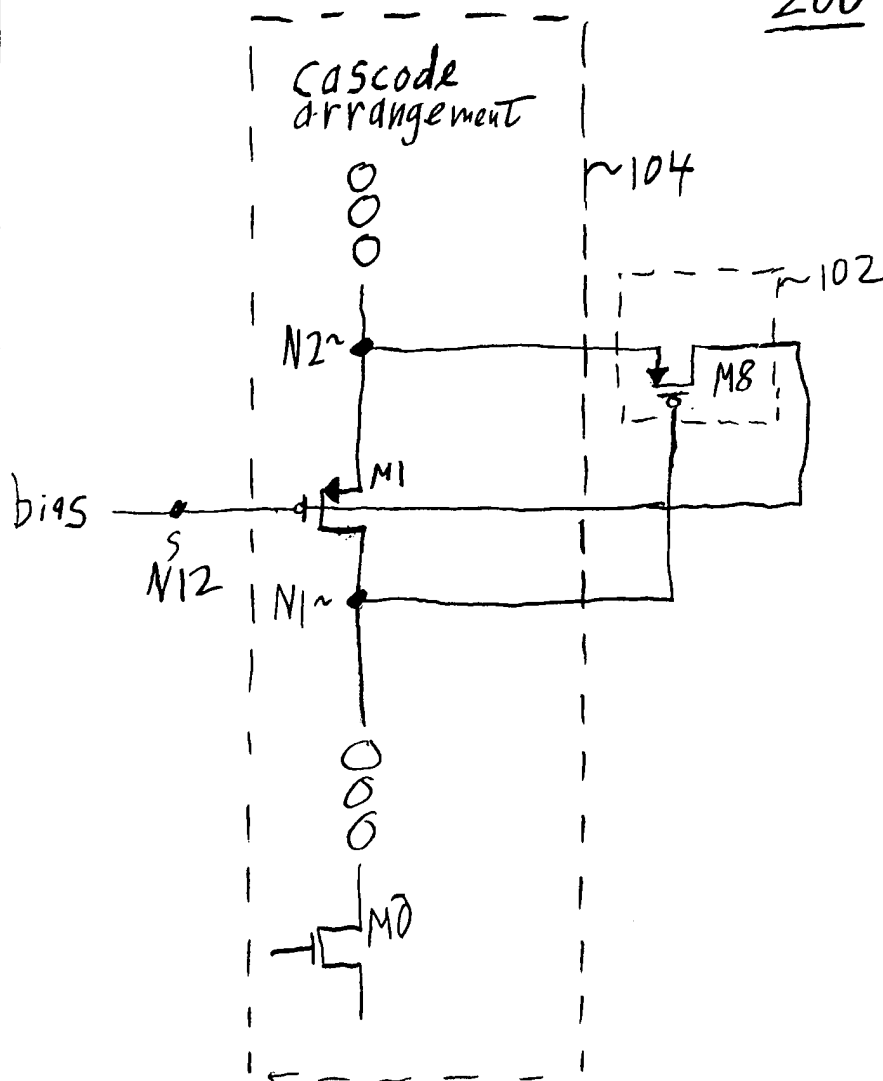 200
cascode
arrangement
~104
~102
N2~
M8
M1
bias
N12
N1~
M0